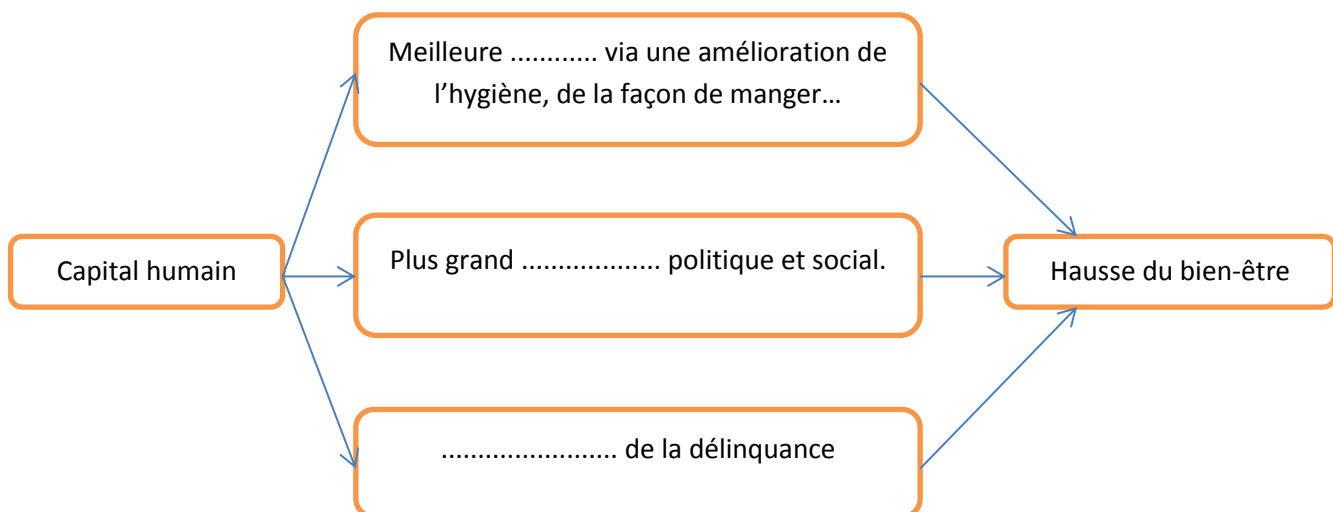 Meilleure ............ via une amélioration de
l’hygiène, de la façon de manger…
Capital humain
Plus grand ................... politique et social.
Hausse du bien-être
........................ de la délinquance